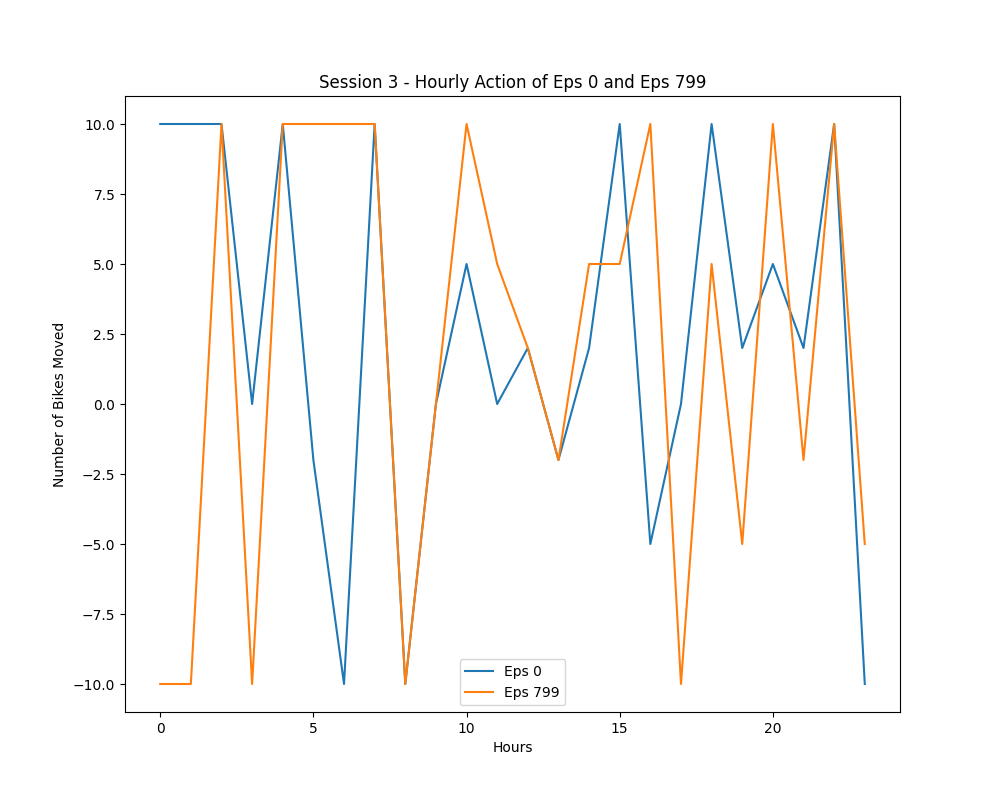 Session 3 - Hourly Action of Eps 0 and Eps 799
Number of Bikes Moved
10.0
7.5
5.0
2.5
0.0
−2.5
−5.0
−7.5
−10.0
Eps 0
Eps 799
0 5 10 15 20
Hours